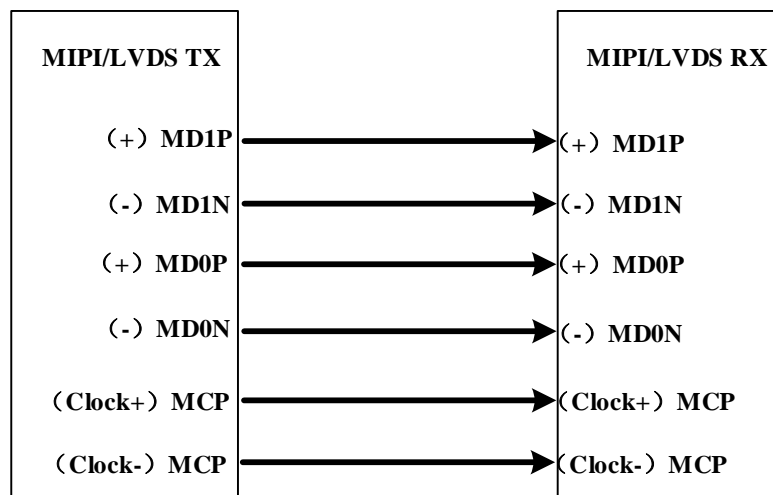 MIPI/LVDS TX MIPI/LVDS RX
（+）MD1P （+）MD1P
（-）MD1N （-）MD1N
（+）MD0P （+）MD0P
（-）MD0N （-）MD0N
（Clock+）MCP （Clock+）MCP
（Clock-）MCP （Clock-）MCP